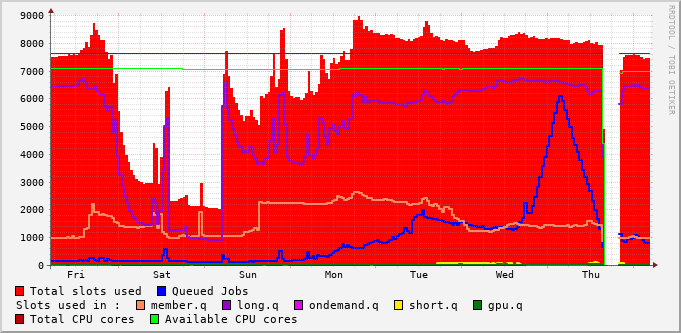 9000
8000
7000
6000
5000
4000
3000
2000
1000
0
Fri Sat Sun Mon Tue Wed Thu
RRDTOOL / TOBI OETIKER
Total slots used Queued Jobs
Slots used in : member.q long.q ondemand.q short.q gpu.q
Total CPU cores Available CPU cores